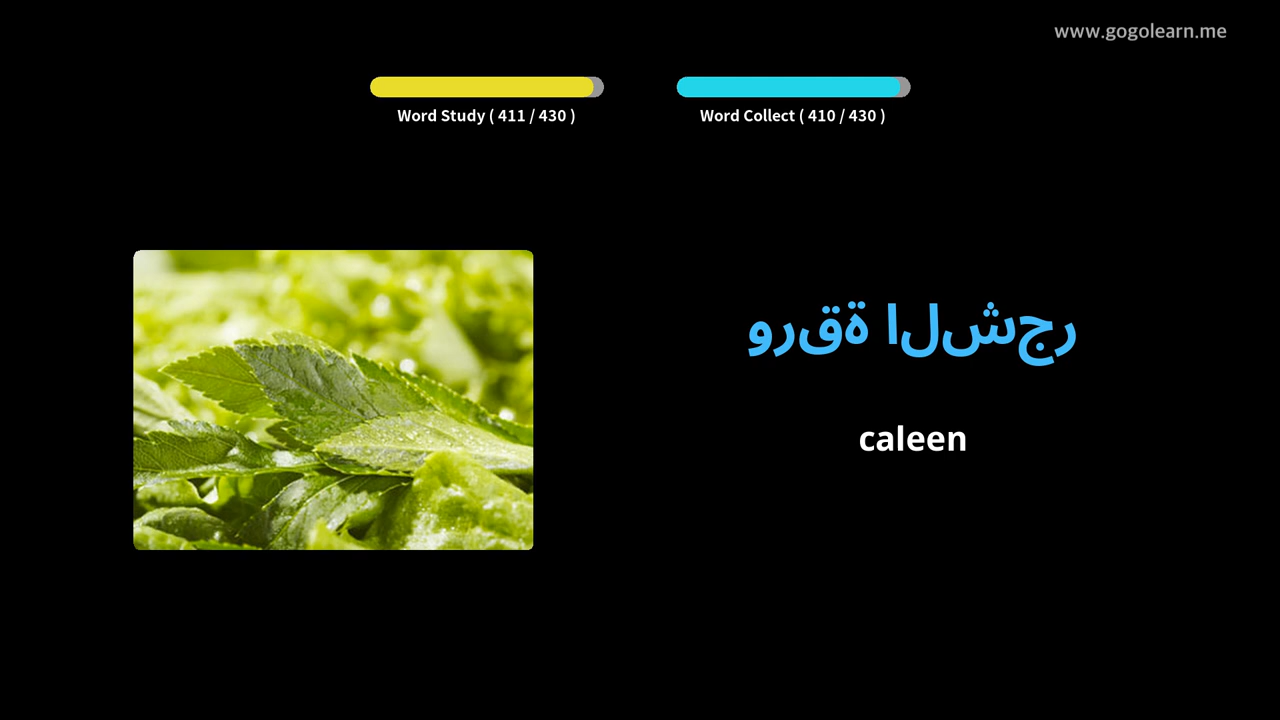 www.gogolearn.me
Word Study ( 411 / 430 )
Word Collect ( 410 / 430 )
ورقة الشجر
caleen